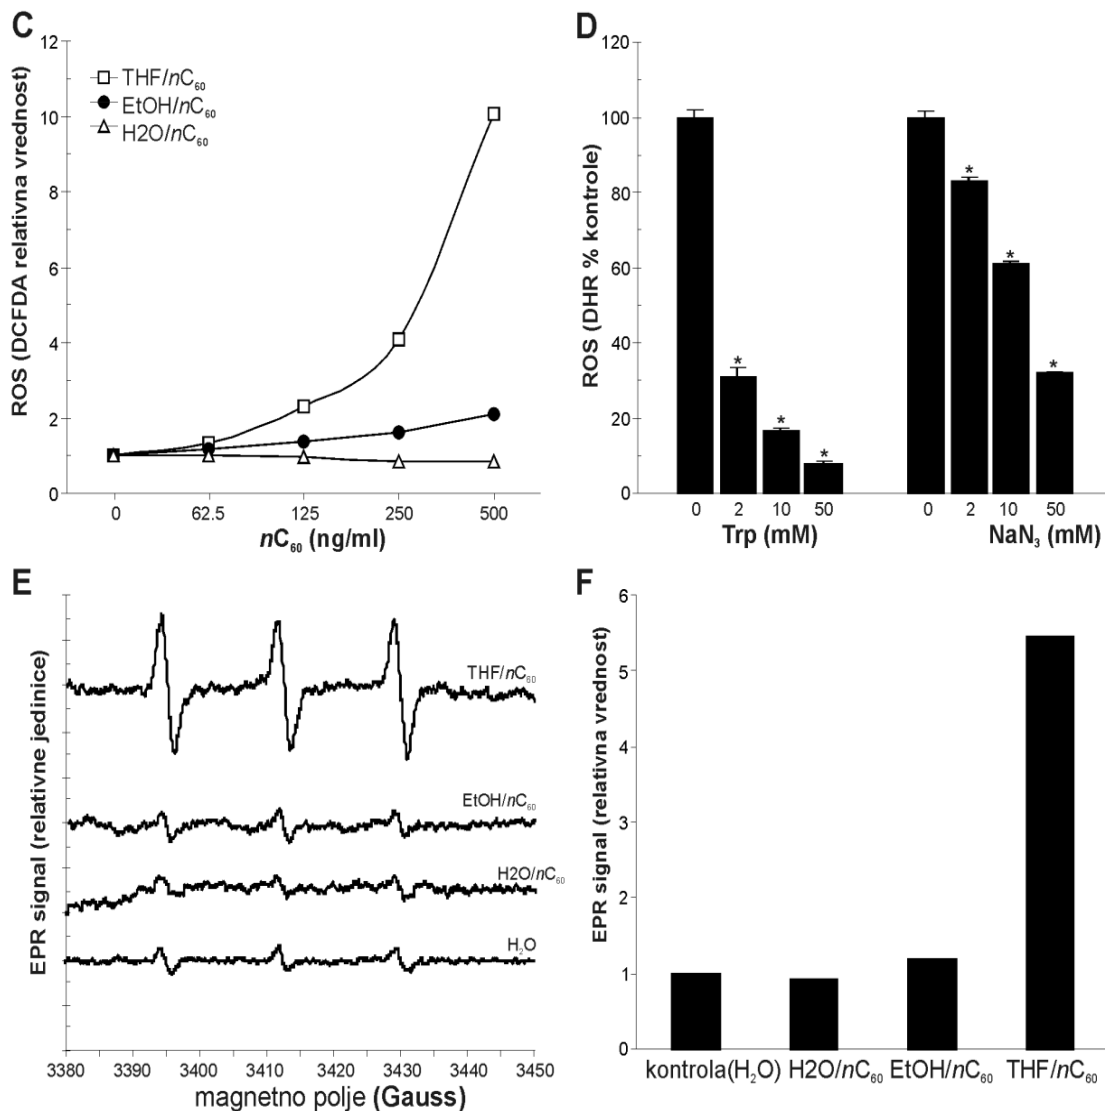 C
ROS (DCFDA relativna vrednost)
12
10
8
6
4
2
0
THF/nC₆₀
EtOH/nC₆₀
H2O/nC₆₀
0 62.5 125 250 500
nC₆₀ (ng/ml)
D
ROS (DHR % kontrole)
120
100
80
60
40
20
0
* * * * * *
0 2 10 50 0 2 10 50
Trp (mM) NaN₃ (mM)
E
EPR signal (relativne jedinice)
THF/nC₆₀
EtOH/nC₆₀
H2O/nC₆₀
H₂O
3380 3390 3400 3410 3420 3430 3440 3450
magnetno polje (Gauss)
F
EPR signal (relativna vrednost)
6
5
4
3
2
1
0
kontrola(H₂O) H2O/nC₆₀ EtOH/nC₆₀ THF/nC₆₀